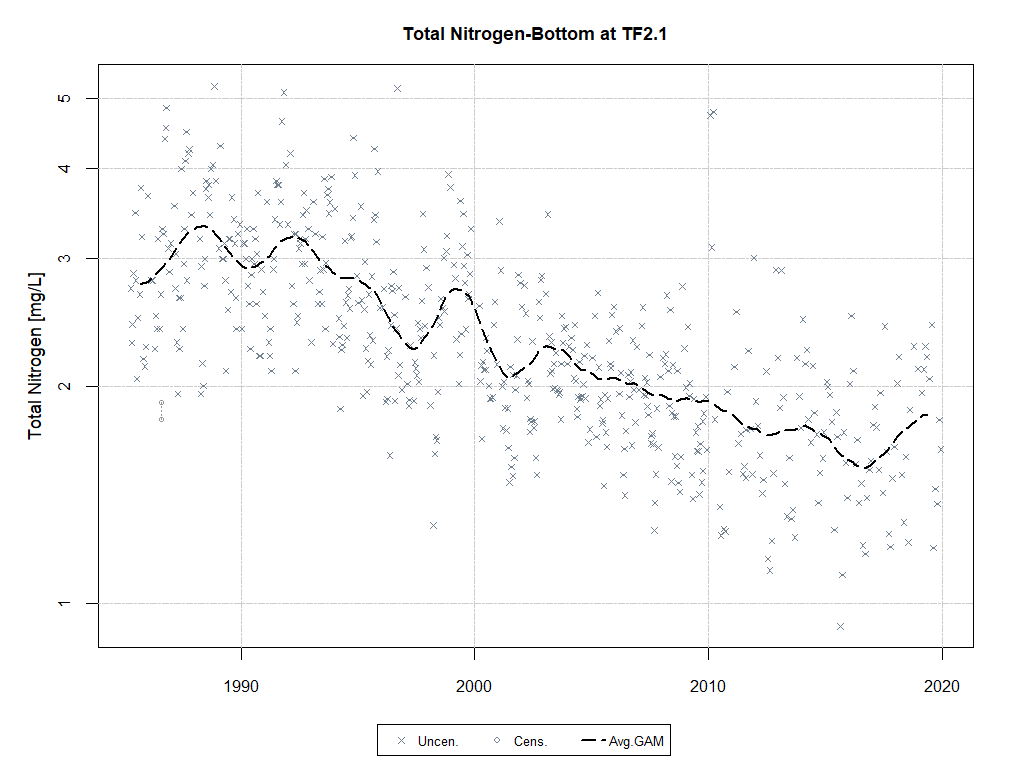 Total Nitrogen-Bottom at TF2.1
Total Nitrogen [mg/L]
5
4
3
2
1
1990 2000 2010 2020
Uncen. Cens. Avg.GAM